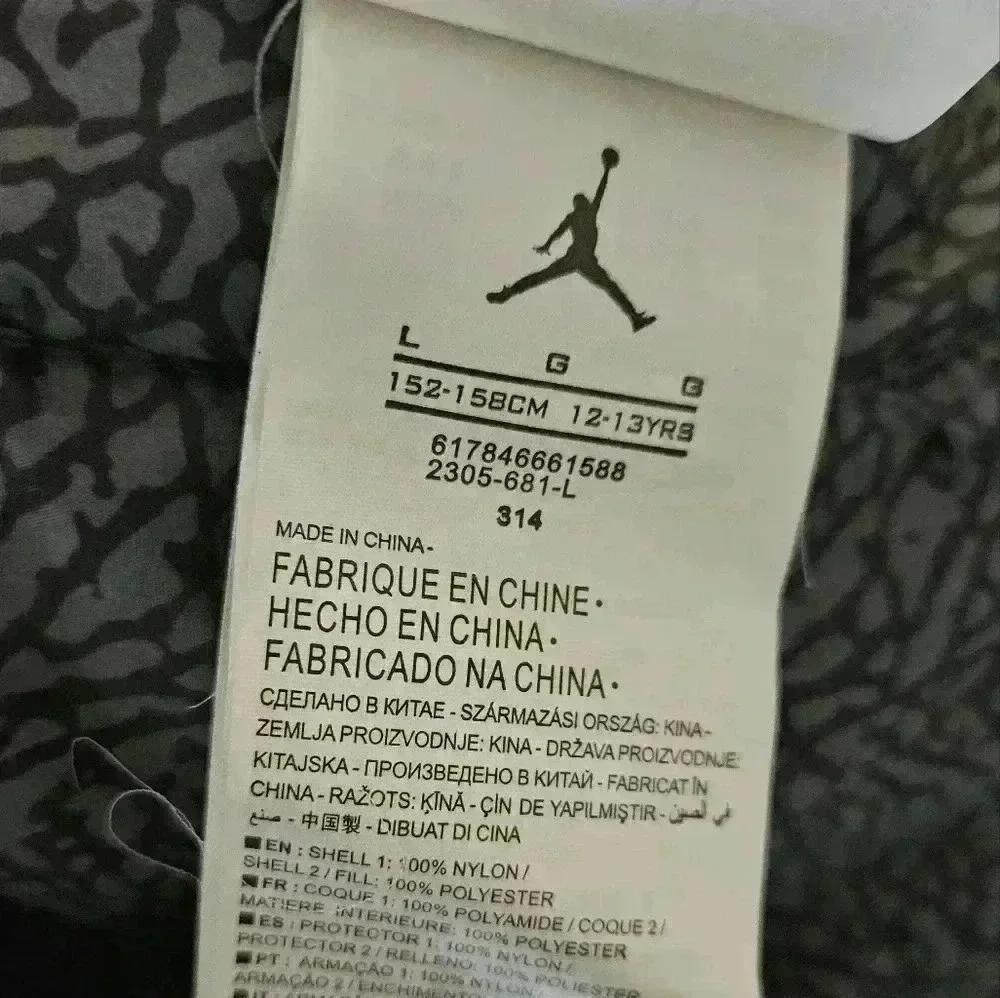 L G G
152-158CM 12-13YRS
617846661588
2305-681-L
314
MADE IN CHINA-
FABRIQUE EN CHINE·
HECHO EN CHINA·
FABRICADO NA CHINA·
СДЕЛАНО В КИТАЕ - SZÁRMAZÁSI ORSZÁG: KINA-
ZEMLJA PROIZVODNJE: KINA - DRŽAVA PROIZVODNJE:
KITAJSKA - ПРОИЗВЕДЕНО В КИТАЙ - FABRICAT ÎN
CHINA - RAŽOTS: ĶĪNĀ - ÇİN DE YAPILMIŞTIR - في الصين
صنع - 中国製 - DIBUAT DI CINA
EN : SHELL 1: 100% NYLON /
SHELL 2 / FILL: 100% POLYESTER
FR : COQUE 1: 100% POLYAMIDE / COQUE 2 /
MATIERE INTERIEURE: 100% POLYESTER
ES : PROTECTOR 1: 100% NYLON /
PROTECTOR 2 / RELLENO: 100% POLIESTER
PT : ARMAÇÃO 1: 100% NYLON /
ARMAÇÃO 2 / ENCHIMENTO